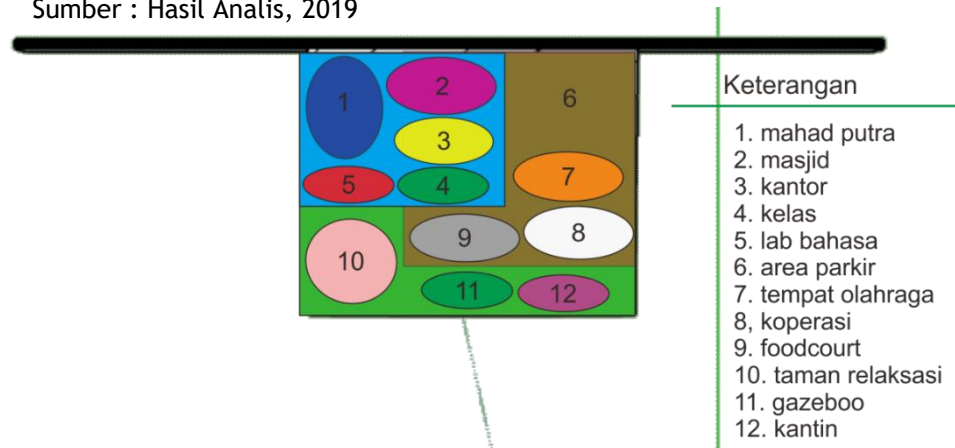 Sumber : Hasil Analis, 2019
1
2
6
3
5
4
7
9
8
10
11
12
Keterangan
1. mahad putra
2. masjid
3. kantor
4. kelas
5. lab bahasa
6. area parkir
7. tempat olahraga
8, koperasi
9. foodcourt
10. taman relaksasi
11. gazeboo
12. kantin